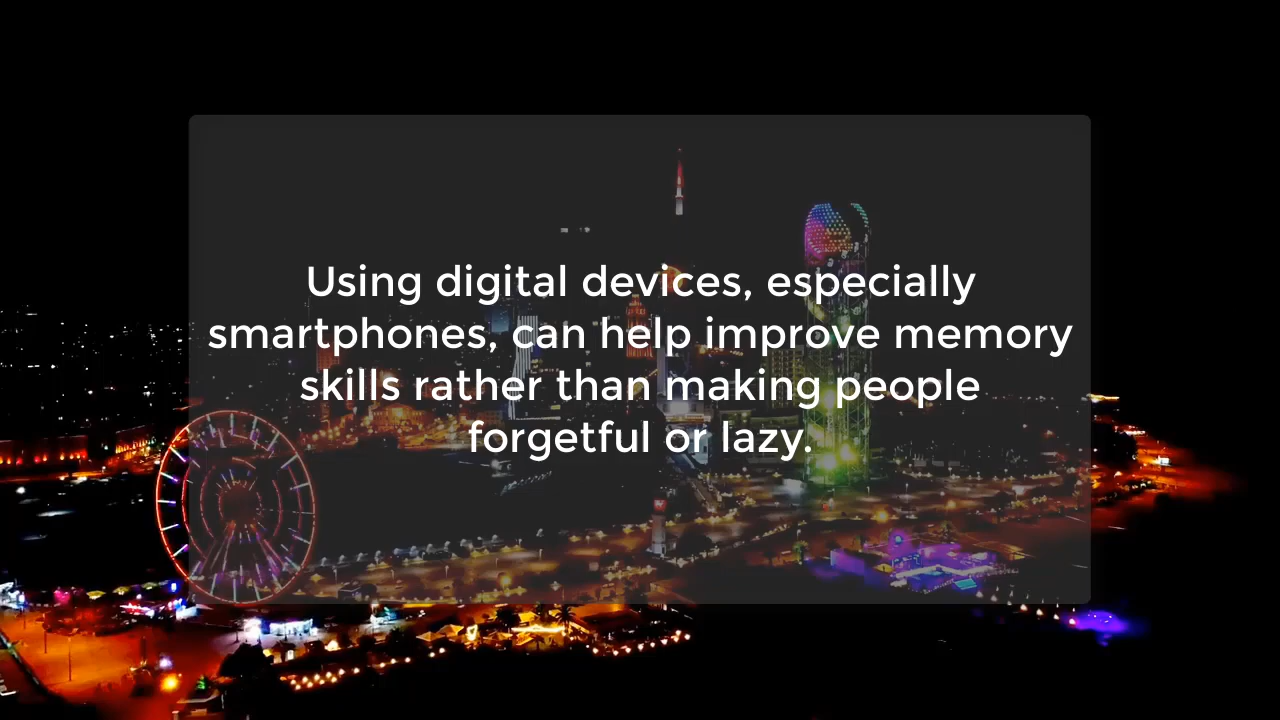 Using digital devices, especially
smartphones, can help improve memory
skills rather than making people
forgetful or lazy.